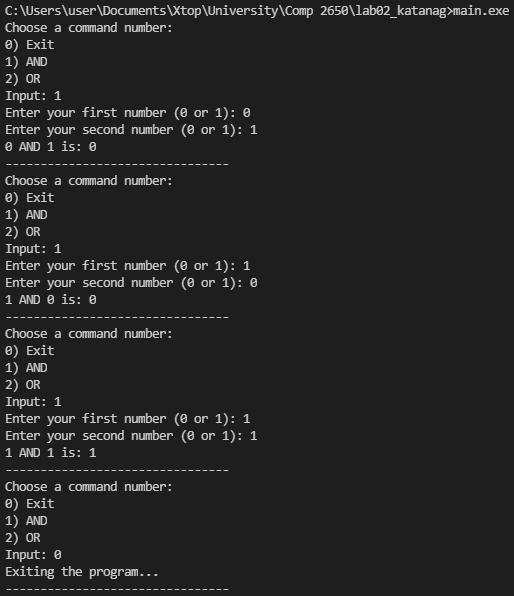 C:\Users\user\Documents\Xtop\University\Comp 2650\lab02_katanag>main.exe
Choose a command number:
0) Exit
1) AND
2) OR
Input: 1
Enter your first number (0 or 1): 0
Enter your second number (0 or 1): 1
0 AND 1 is: 0
--------------------------------
Choose a command number:
0) Exit
1) AND
2) OR
Input: 1
Enter your first number (0 or 1): 1
Enter your second number (0 or 1): 0
1 AND 0 is: 0
--------------------------------
Choose a command number:
0) Exit
1) AND
2) OR
Input: 1
Enter your first number (0 or 1): 1
Enter your second number (0 or 1): 1
1 AND 1 is: 1
--------------------------------
Choose a command number:
0) Exit
1) AND
2) OR
Input: 0
Exiting the program...
--------------------------------